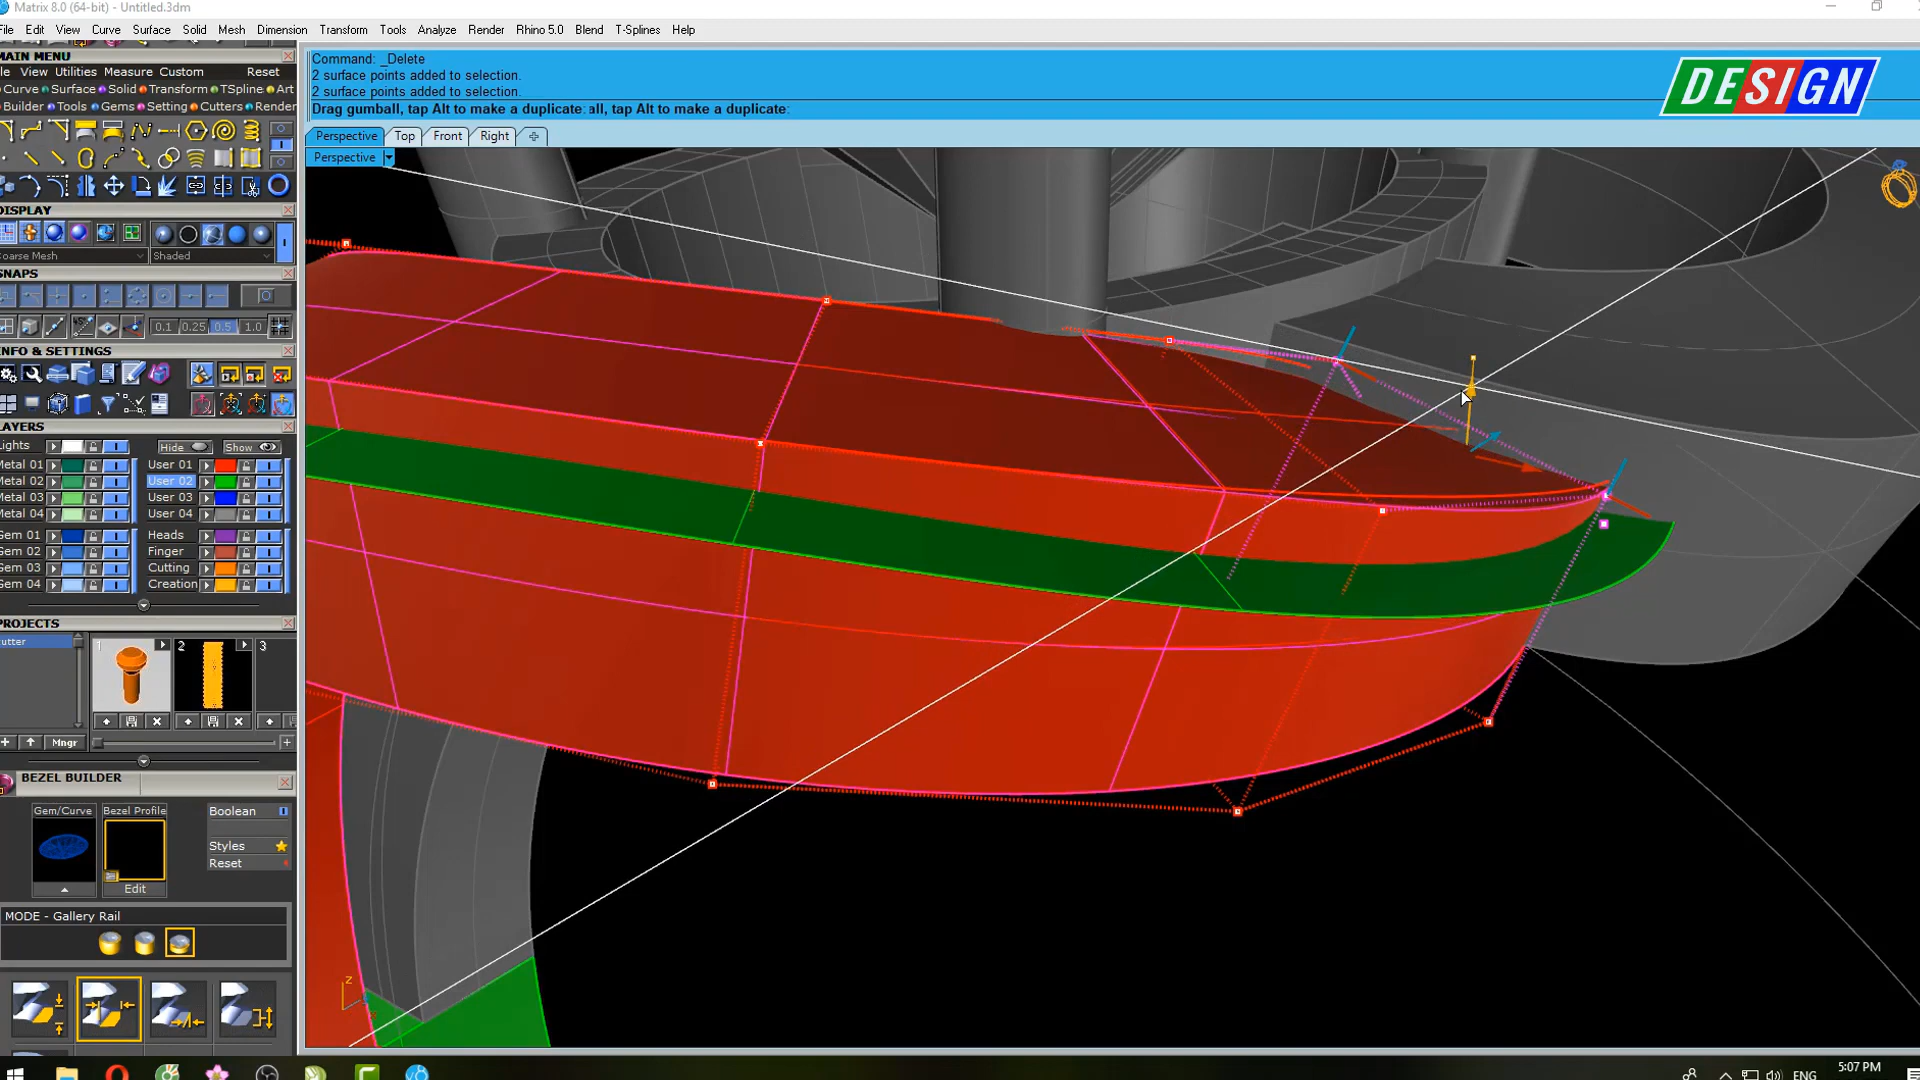 Matrix 8.0 (64-bit) - Untitled.3dm
File Edit View Curve Surface Solid Mesh Dimension Transform Tools Analyze Render Rhino 5.0 Blend T-Splines Help
MAIN MENU
View Utilities Measure Custom Reset
Curve Surface Solid Transform TSpline Art
Builder Tools Gems Setting Cutters Render
DISPLAY
Coarse Mesh Shaded
SNAPS
0.1 0.25 0.5 1.0
INFO & SETTINGS
LAYERS
Lights Hide Show
Metal 01 User 01
Metal 02 User 02
Metal 03 User 03
Metal 04 User 04
Gem 01 Heads
Gem 02 Finger
Gem 03 Cutting
Gem 04 Creation
PROJECTS
utter
1 2 3
Mngr
BEZEL BUILDER
Gem/Curve Bezel Profile Boolean
Styles
Reset
Edit
MODE - Gallery Rail
Command: _Delete
2 surface points added to selection.
2 surface points added to selection.
Drag gumball, tap Alt to make a duplicate: all, tap Alt to make a duplicate:
DESIGN
Perspective Top Front Right
Perspective
z
ENG
5:07 PM